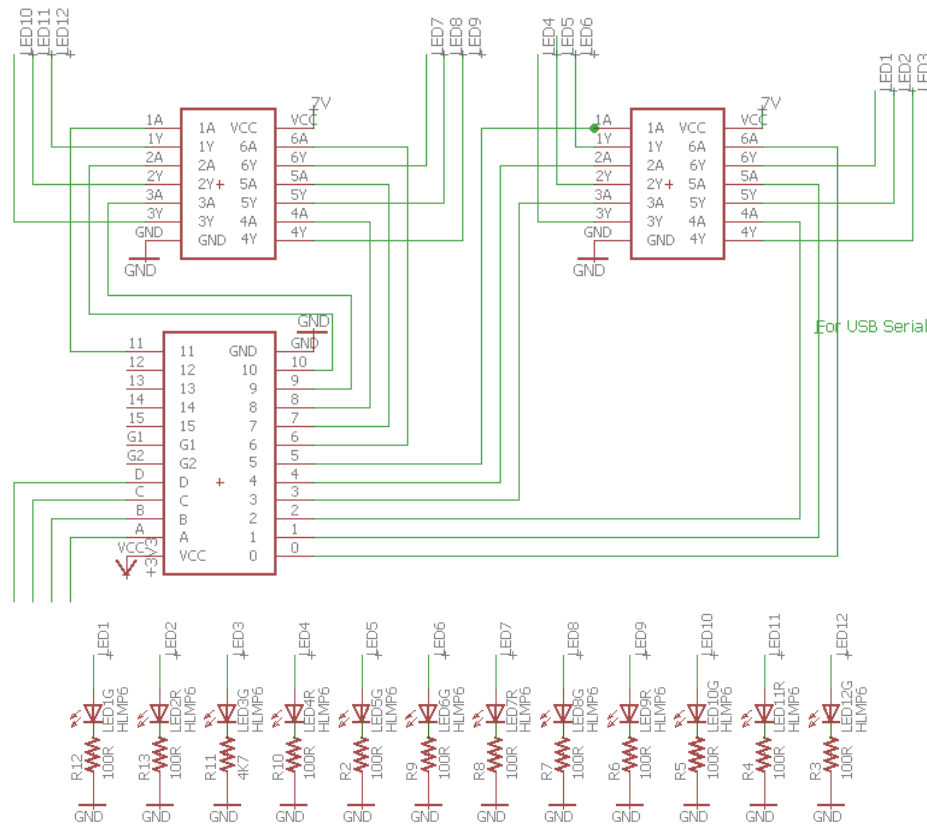 LED10
LED11
LED12
LED7
LED8
LED9
LED4
LED5
LED6
LED1
LED2
LED3
7V
VCC
1A
1Y
2A
2Y
3A
3Y
GND
GND
1A VCC
6A
6Y
2A
2Y 5A
3A 5Y
3Y 4A
GND 4Y
6A
6Y
5A
5Y
4A
4Y
7V
VCC
1A
1Y
2A
2Y
3A
3Y
GND
GND
1A VCC
6A
6Y
2A
2Y 5A
3A 5Y
3Y 4A
GND 4Y
6A
6Y
5A
5Y
4A
4Y
For USB Serial
GND
GND
11
12
13
14
15
G1
G2
D
C
B
A
VCC
+3V3
11 GND
12 10
13 9
14 8
15 7
G1 6
G2 5
D 4
C 3
B 2
A 1
VCC 0
10
9
8
7
6
5
4
3
2
1
0
LED1
LED2
LED3
LED4
LED5
LED6
LED7
LED8
LED9
LED10
LED11
LED12
LED1G
HLMP6
LED2R
HLMP6
LED3G
HLMP6
LED4R
HLMP6
LED5G
HLMP6
LED6G
HLMP6
LED7R
HLMP6
LED8G
HLMP6
LED9R
HLMP6
LED10G
HLMP6
LED11R
HLMP6
LED12G
HLMP6
R12
100R
R13
100R
R11
4K7
R10
100R
R2
100R
R9
100R
R8
100R
R7
100R
R6
100R
R5
100R
R4
100R
R3
100R
GND
GND
GND
GND
GND
GND
GND
GND
GND
GND
GND
GND